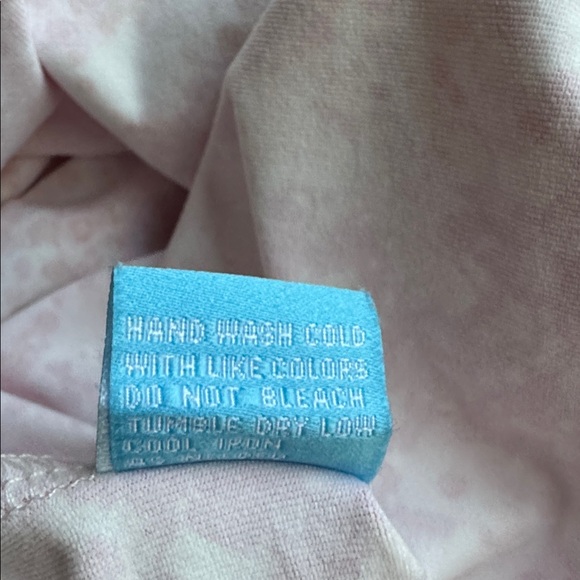 HAND WASH COLD
WITH LIKE COLORS
DO NOT BLEACH
TUMBLE DRY LOW
COOL IRON